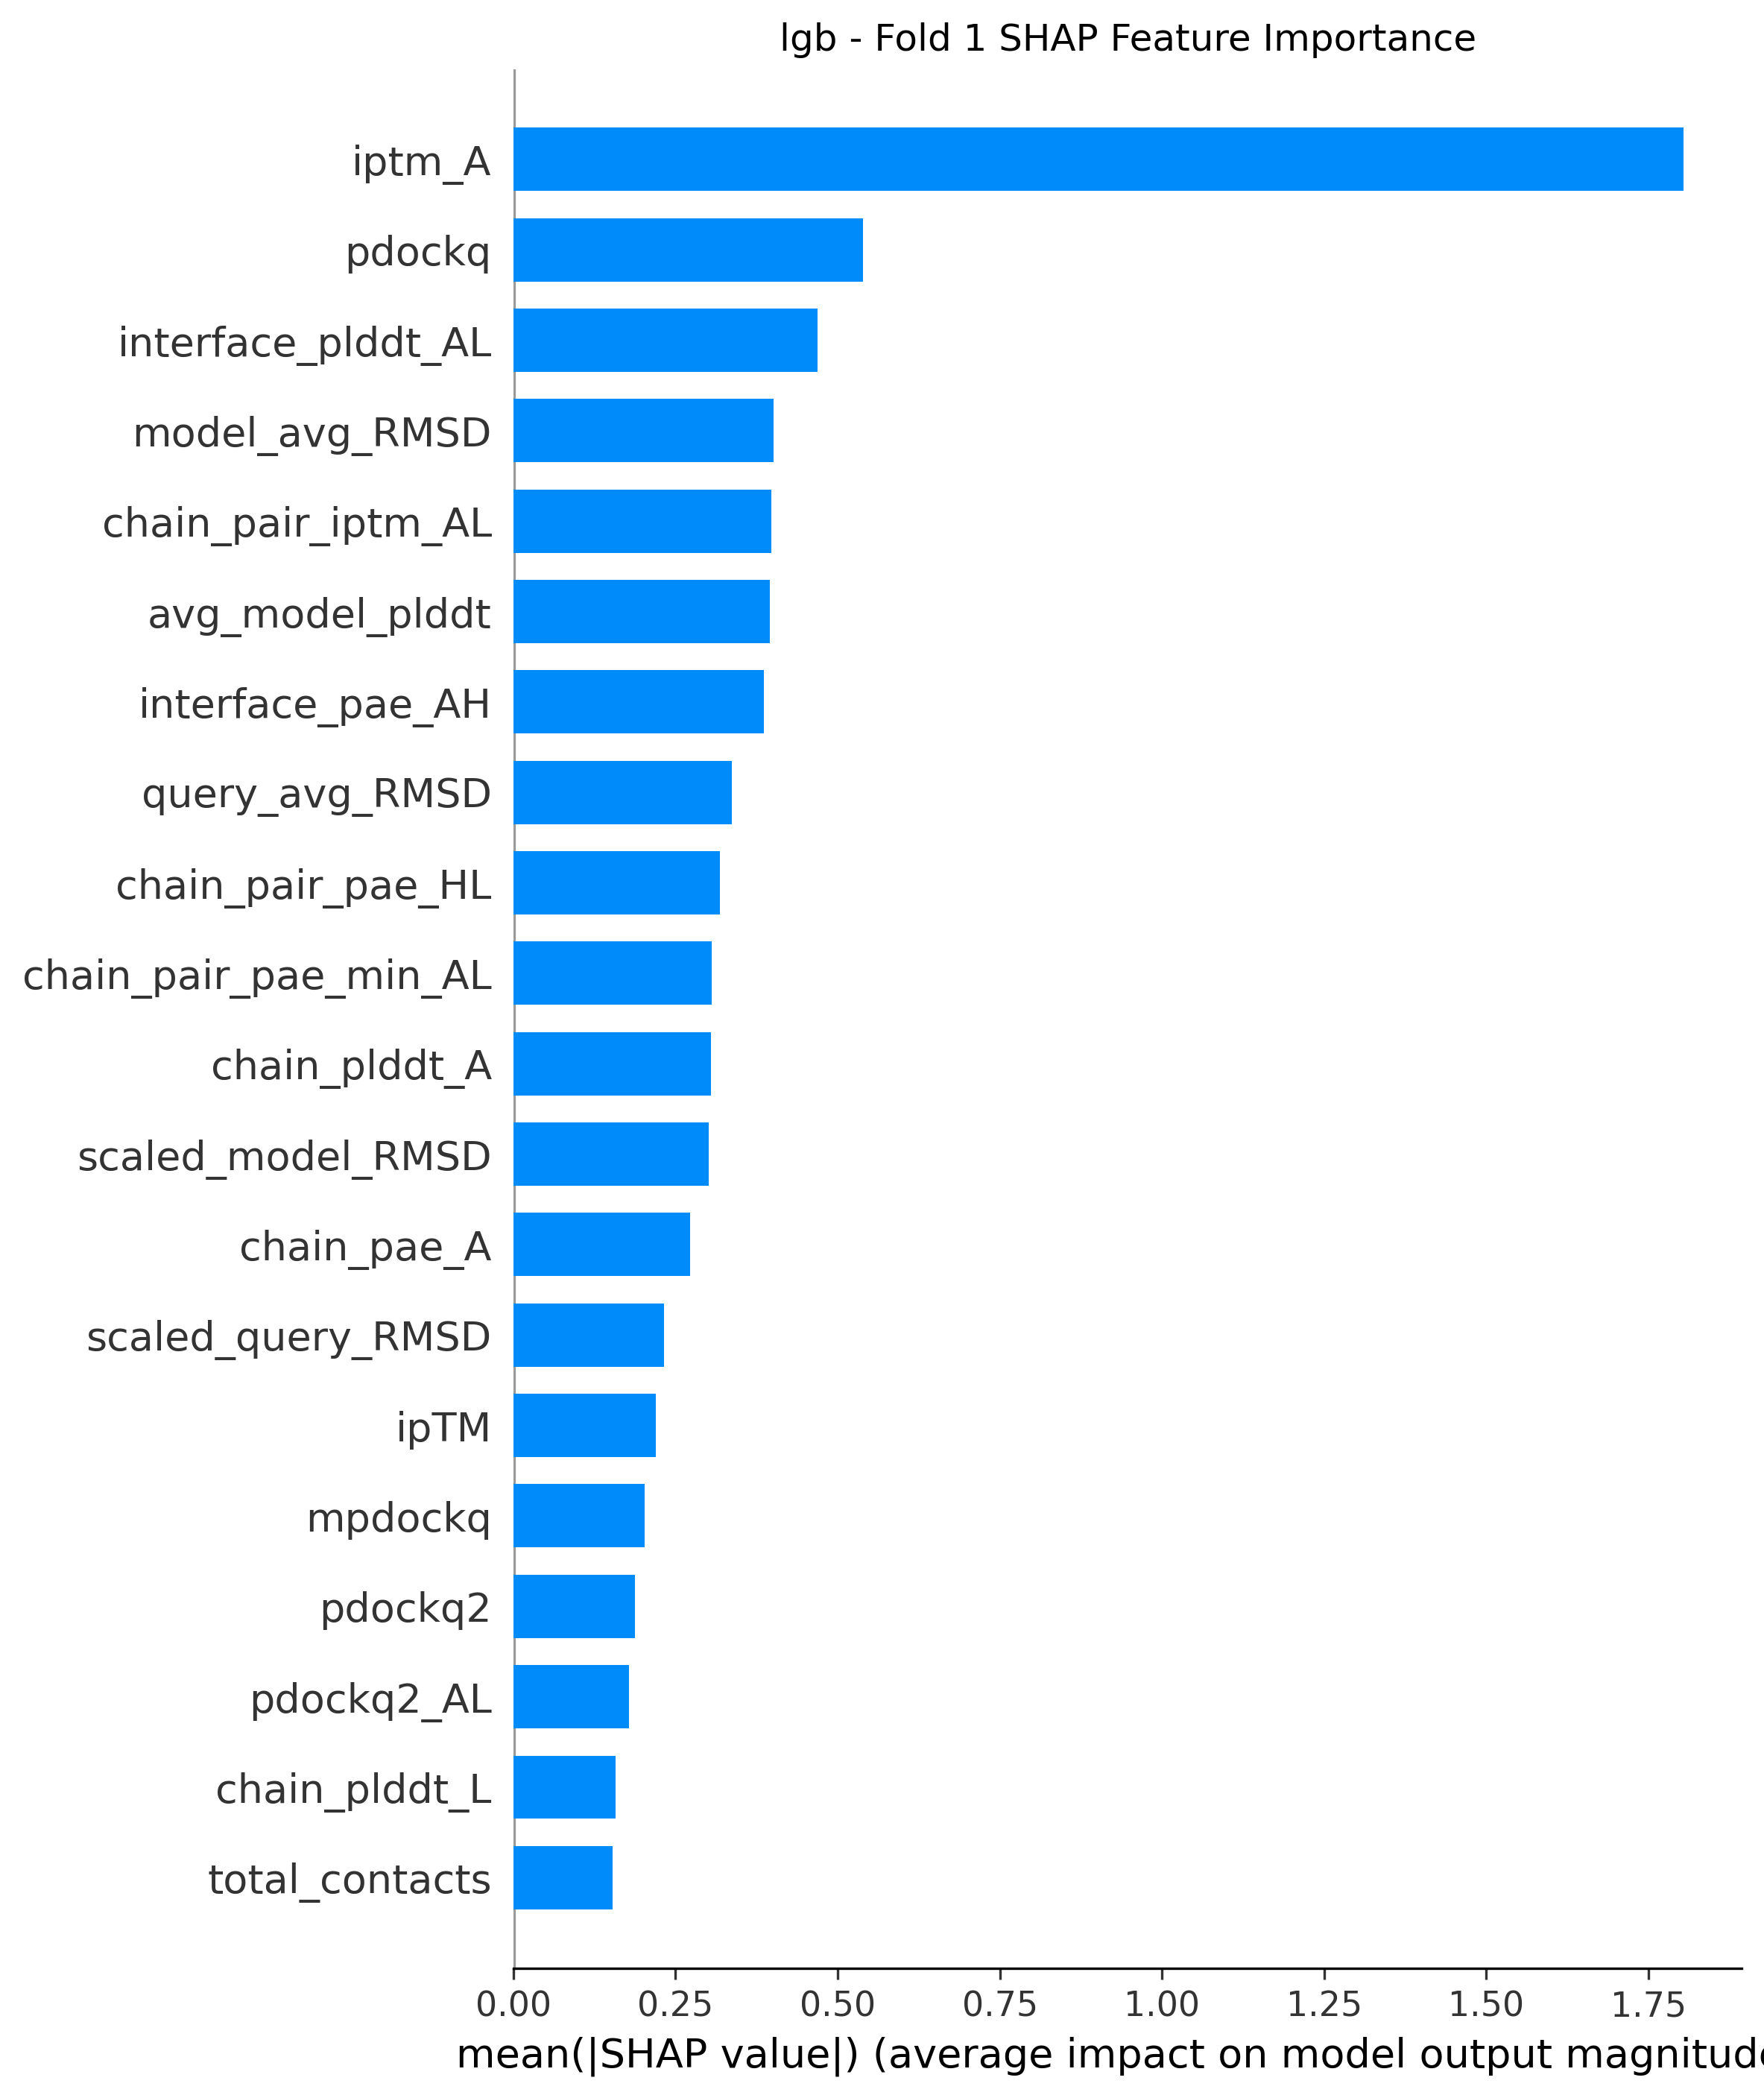 lgb - Fold 1 SHAP Feature Importance
iptm_A
pdockq
interface_plddt_AL
model_avg_RMSD
chain_pair_iptm_AL
avg_model_plddt
interface_pae_AH
query_avg_RMSD
chain_pair_pae_HL
chain_pair_pae_min_AL
chain_plddt_A
scaled_model_RMSD
chain_pae_A
scaled_query_RMSD
ipTM
mpdockq
pdockq2
pdockq2_AL
chain_plddt_L
total_contacts
0.00 0.25 0.50 0.75 1.00 1.25 1.50 1.75
mean(|SHAP value|) (average impact on model output magnitude